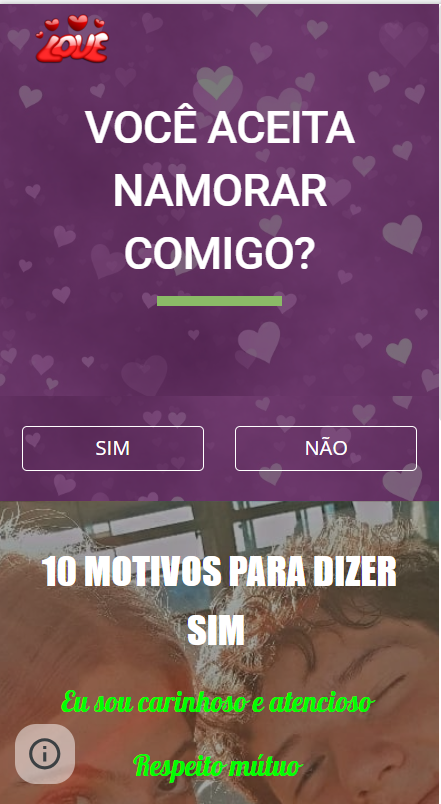 LOVE
VOCÊ ACEITA
NAMORAR
COMIGO?
SIM
NÃO
10 MOTIVOS PARA DIZER
SIM
Eu sou carinhoso e atencioso
Respeito mútuo